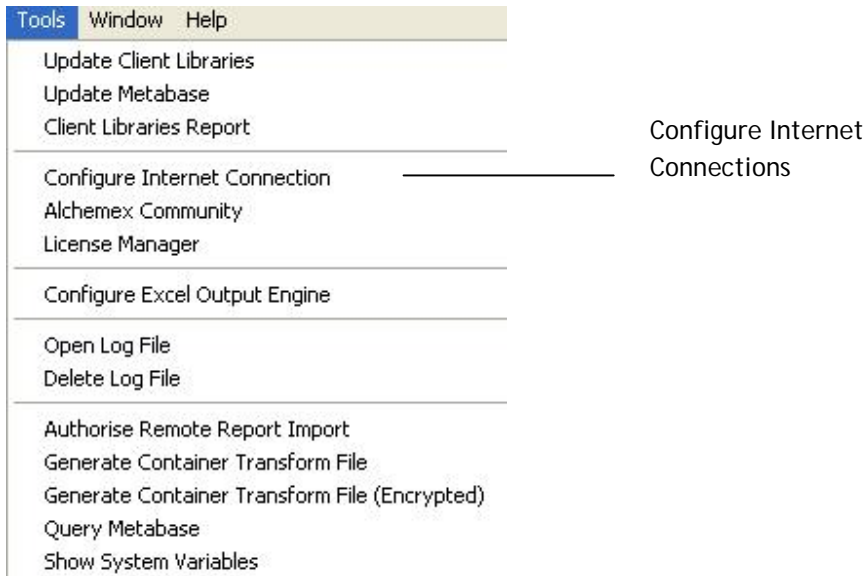 Tools Window Help
Update Client Libraries
Update Metabase
Client Libraries Report
Configure Internet Connection
Alchemex Community
License Manager
Configure Excel Output Engine
Open Log File
Delete Log File
Authorise Remote Report Import
Generate Container Transform File
Generate Container Transform File (Encrypted)
Query Metabase
Show System Variables
Configure Internet
Connections